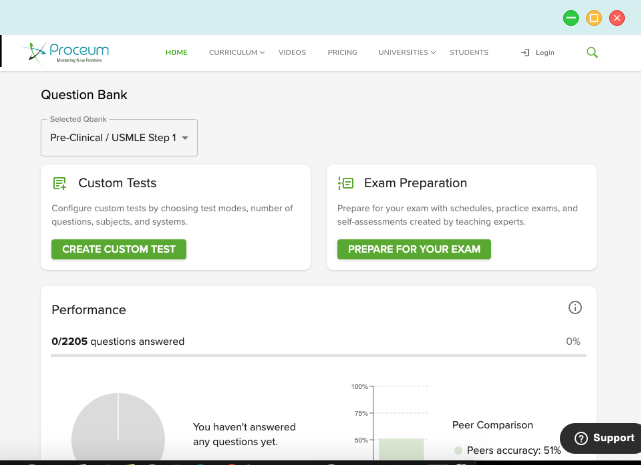 Proceum
Mastering New Frontiers
HOME
CURRICULUM
VIDEOS
PRICING
UNIVERSITIES
STUDENTS
Login
Question Bank
Selected Qbank
Pre-Clinical / USMLE Step 1
Custom Tests
Configure custom tests by choosing test modes, number of
questions, subjects, and systems.
CREATE CUSTOM TEST
Exam Preparation
Prepare for your exam with schedules, practice exams, and
self-assessments created by teaching experts.
PREPARE FOR YOUR EXAM
Performance
0/2205 questions answered
0%
You haven't answered
any questions yet.
100%
75%
50%
Peer Comparison
Peers accuracy: 51%
Support